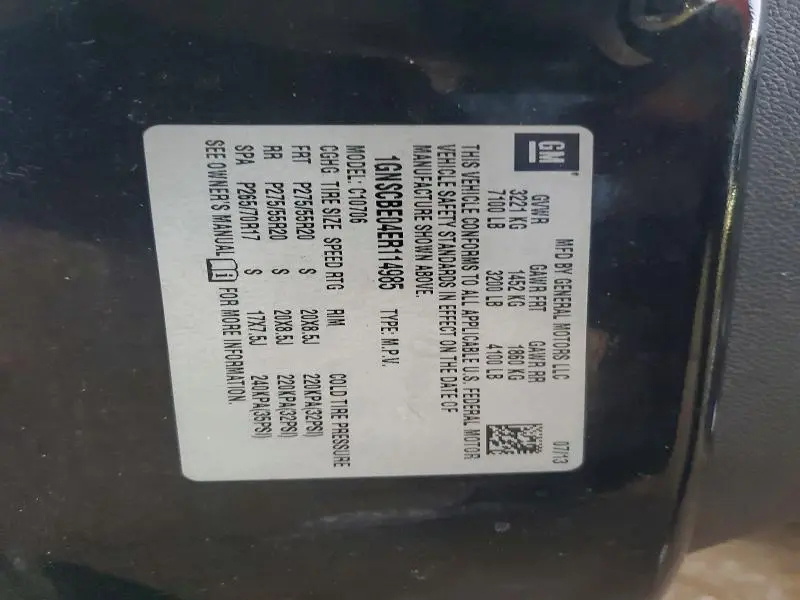 GM
MFD BY GENERAL MOTORS LLC 07/13
GVWR GAWR FRT GAWR RR
3221 KG 1452 KG 1860 KG
7100 LB 3200 LB 4100 LB
THIS VEHICLE CONFORMS TO ALL APPLICABLE U.S. FEDERAL MOTOR
VEHICLE SAFETY STANDARDS IN EFFECT ON THE DATE OF
MANUFACTURE SHOWN ABOVE.
1GNSCBE04ER114985 TYPE: M.P.V.
MODEL: C10706
CGHG TIRE SIZE SPEED RTG RIM COLD TIRE PRESSURE
FRT P275/55R20 S 20X8.5J 220KPA(32PSI)
RR P275/55R20 S 20X8.5J 220KPA(32PSI)
SPA P265/70R17 S 17X7.5J 240KPA(35PSI)
SEE OWNER'S MANUAL FOR MORE INFORMATION.